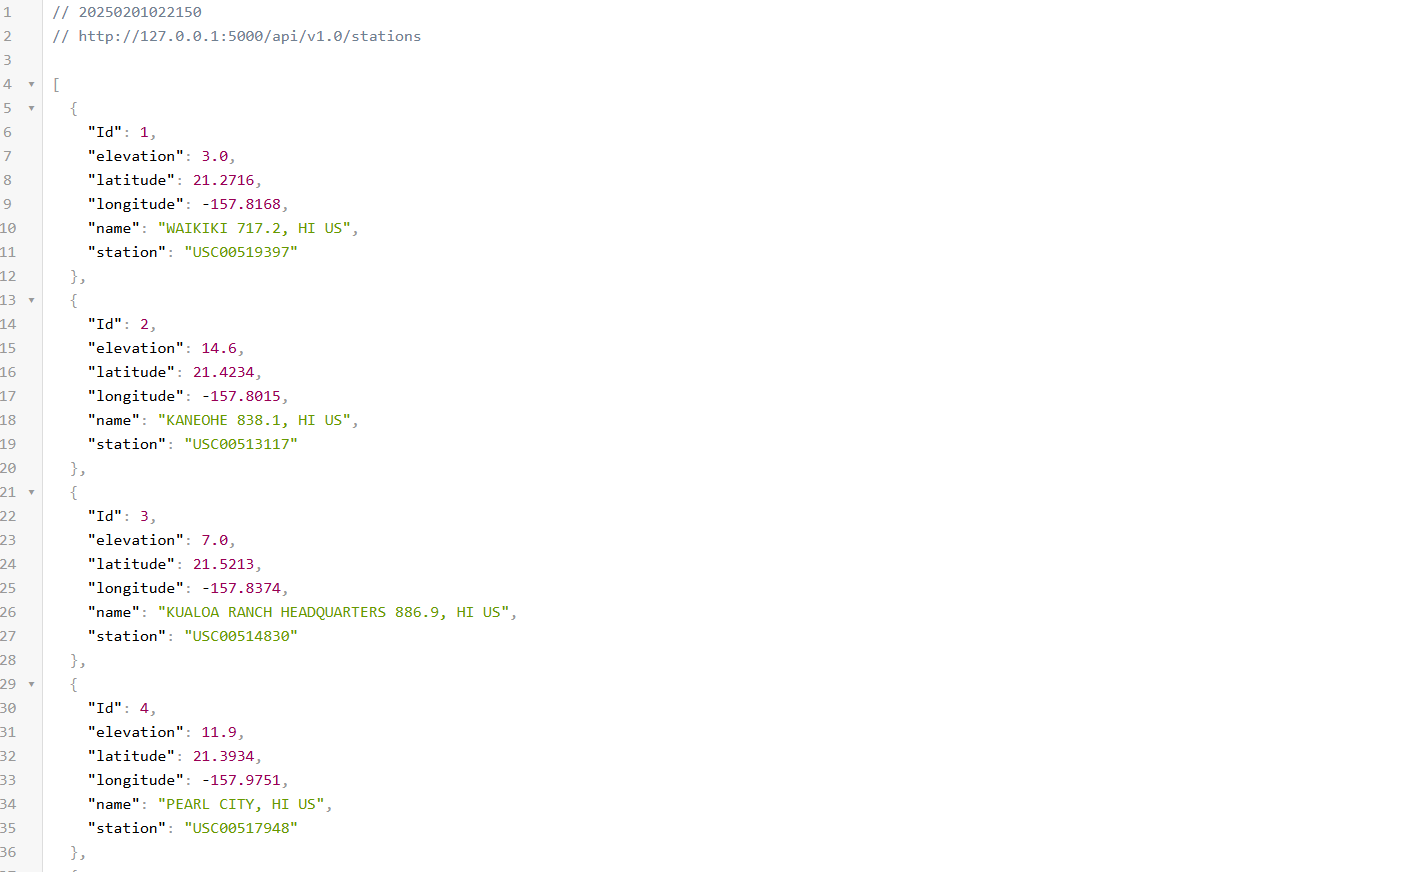 1 // 20250201022150
2 // http://127.0.0.1:5000/api/v1.0/stations
3
4 [
5 {
6 "Id": 1,
7 "elevation": 3.0,
8 "latitude": 21.2716,
9 "longitude": -157.8168,
10 "name": "WAIKIKI 717.2, HI US",
11 "station": "USC00519397"
12 },
13 {
14 "Id": 2,
15 "elevation": 14.6,
16 "latitude": 21.4234,
17 "longitude": -157.8015,
18 "name": "KANEOHE 838.1, HI US",
19 "station": "USC00513117"
20 },
21 {
22 "Id": 3,
23 "elevation": 7.0,
24 "latitude": 21.5213,
25 "longitude": -157.8374,
26 "name": "KUALOA RANCH HEADQUARTERS 886.9, HI US",
27 "station": "USC00514830"
28 },
29 {
30 "Id": 4,
31 "elevation": 11.9,
32 "latitude": 21.3934,
33 "longitude": -157.9751,
34 "name": "PEARL CITY, HI US",
35 "station": "USC00517948"
36 },